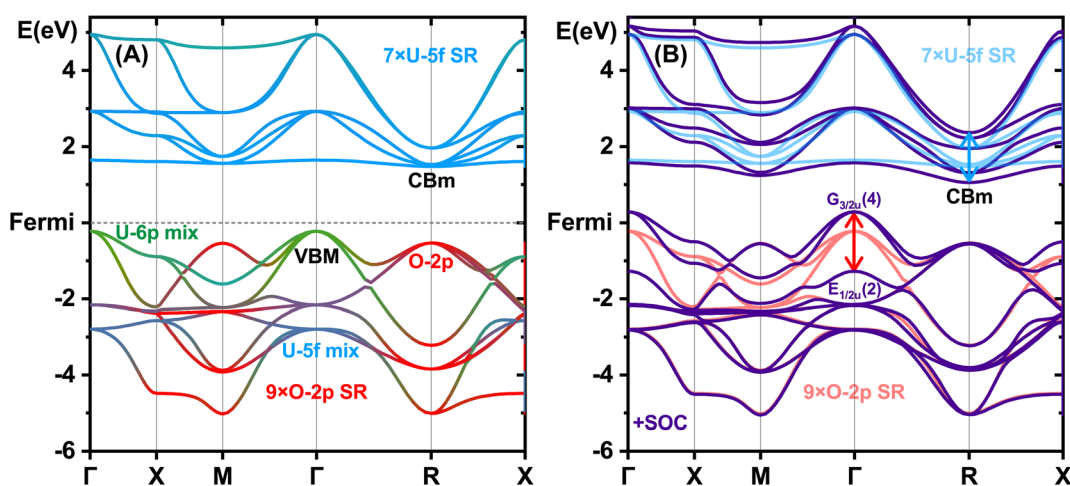 E(eV)
(A)
7×U-5f SR
4
2
CBm
Fermi
U-6p mix
VBM
O-2p
-2
U-5f mix
-4
9×O-2p SR
-6
Γ X M Γ R X
E(eV)
(B)
7×U-5f SR
4
2
CBm
Fermi
G3/2u(4)
E1/2u(2)
-2
-4
9×O-2p SR
+SOC
-6
Γ X M Γ R X